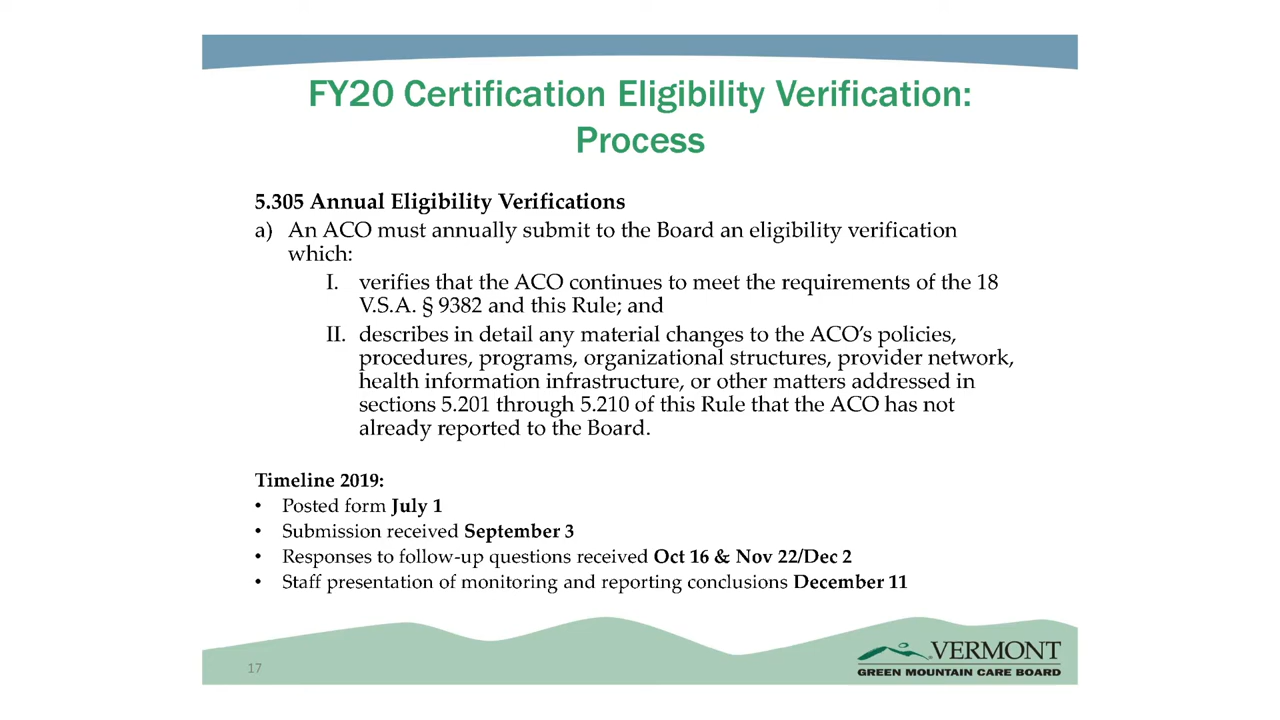 FY20 Certification Eligibility Verification:
Process
5.305 Annual Eligibility Verifications
a) An ACO must annually submit to the Board an eligibility verification
which:
I. verifies that the ACO continues to meet the requirements of the 18
V.S.A. § 9382 and this Rule; and
II. describes in detail any material changes to the ACO's policies,
procedures, programs, organizational structures, provider network,
health information infrastructure, or other matters addressed in
sections 5.201 through 5.210 of this Rule that the ACO has not
already reported to the Board.
Timeline 2019:
• Posted form July 1
• Submission received September 3
• Responses to follow-up questions received Oct 16 & Nov 22/Dec 2
• Staff presentation of monitoring and reporting conclusions December 11
17
VERMONT
GREEN MOUNTAIN CARE BOARD